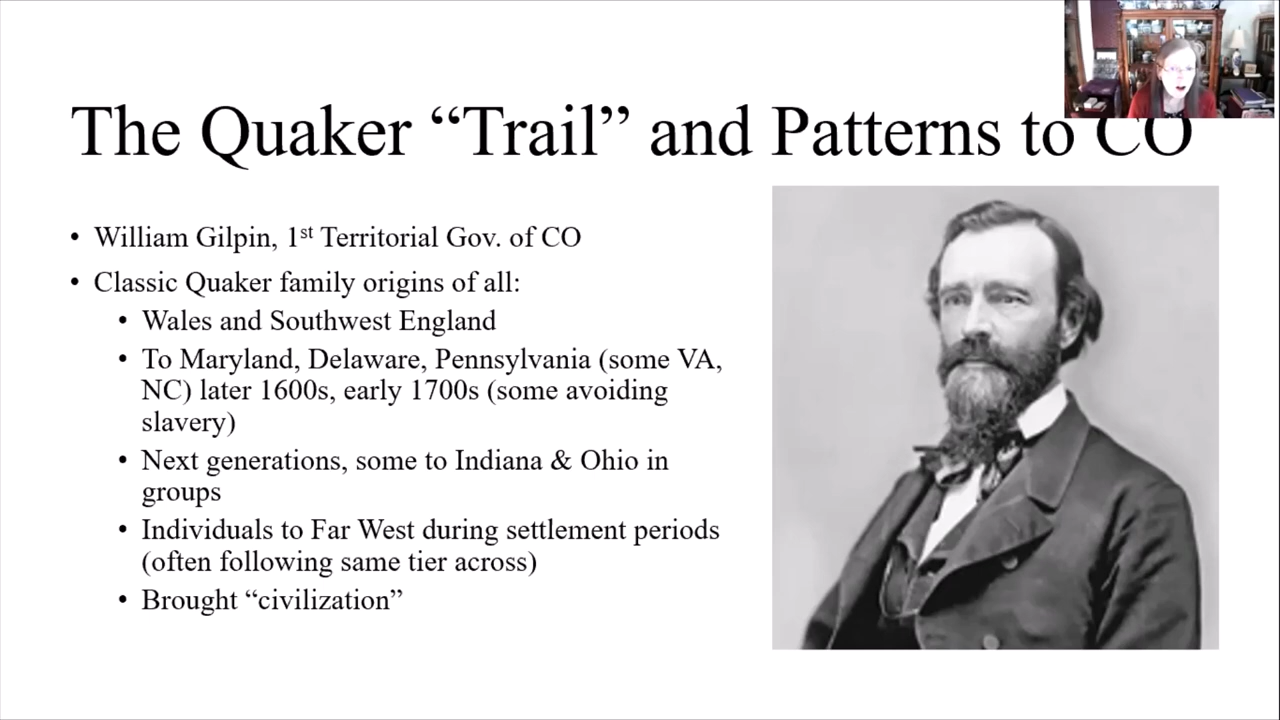 The Quaker “Trail” and Patterns to CO
• William Gilpin, 1st Territorial Gov. of CO
• Classic Quaker family origins of all:
• Wales and Southwest England
• To Maryland, Delaware, Pennsylvania (some VA,
NC) later 1600s, early 1700s (some avoiding
slavery)
• Next generations, some to Indiana & Ohio in
groups
• Individuals to Far West during settlement periods
(often following same tier across)
• Brought “civilization”